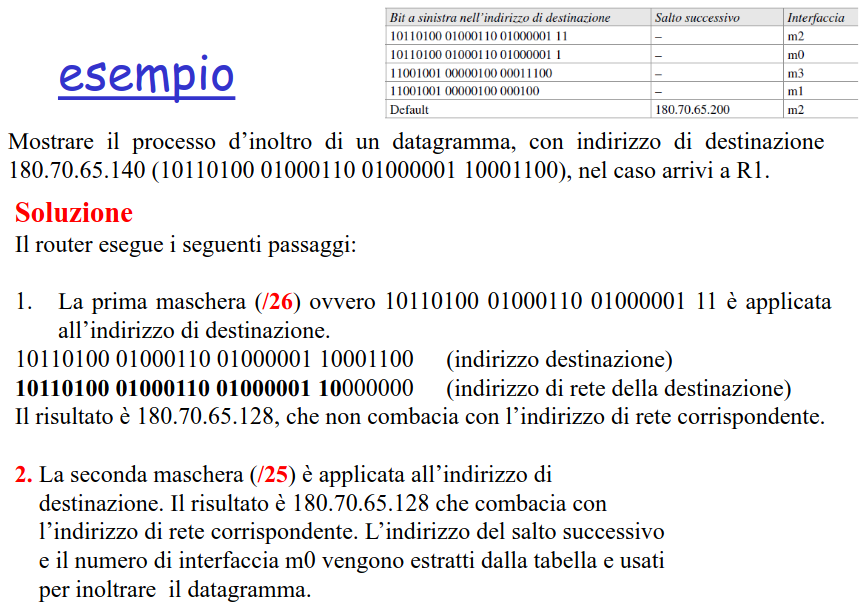 esempio
Bit a sinistra nell'indirizzo di destinazione Salto successivo Interfaccia
10110100 01000110 01000001 11 – m2
10110100 01000110 01000001 1 – m0
11001001 00000100 00011100 – m3
11001001 00000100 000100 – m1
Default 180.70.65.200 m2
Mostrare il processo d'inoltro di un datagramma, con indirizzo di destinazione
180.70.65.140 (10110100 01000110 01000001 10001100), nel caso arrivi a R1.
Soluzione
Il router esegue i seguenti passaggi:
1. La prima maschera (/26) ovvero 10110100 01000110 01000001 11 è applicata
all'indirizzo di destinazione.
10110100 01000110 01000001 10001100 (indirizzo destinazione)
10110100 01000110 01000001 10000000 (indirizzo di rete della destinazione)
Il risultato è 180.70.65.128, che non combacia con l'indirizzo di rete corrispondente.
2. La seconda maschera (/25) è applicata all'indirizzo di
destinazione. Il risultato è 180.70.65.128 che combacia con
l'indirizzo di rete corrispondente. L'indirizzo del salto successivo
e il numero di interfaccia m0 vengono estratti dalla tabella e usati
per inoltrare il datagramma.